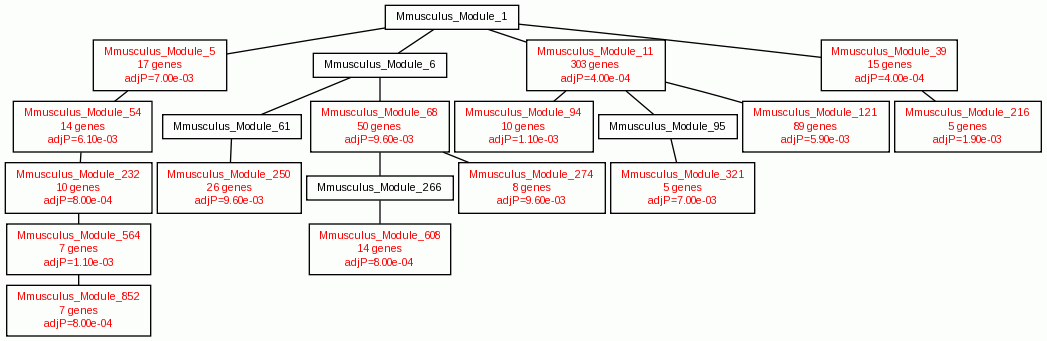 Mmusculus_Module_1
Mmusculus_Module_5
17 genes
adjP=7.00e-03
Mmusculus_Module_6
Mmusculus_Module_11
303 genes
adjP=4.00e-04
Mmusculus_Module_39
15 genes
adjP=4.00e-04
Mmusculus_Module_54
14 genes
adjP=6.10e-03
Mmusculus_Module_61
Mmusculus_Module_68
50 genes
adjP=9.60e-03
Mmusculus_Module_94
10 genes
adjP=1.10e-03
Mmusculus_Module_95
Mmusculus_Module_121
89 genes
adjP=5.90e-03
Mmusculus_Module_216
5 genes
adjP=1.90e-03
Mmusculus_Module_232
10 genes
adjP=8.00e-04
Mmusculus_Module_250
26 genes
adjP=9.60e-03
Mmusculus_Module_266
Mmusculus_Module_274
8 genes
adjP=9.60e-03
Mmusculus_Module_321
5 genes
adjP=7.00e-03
Mmusculus_Module_564
7 genes
adjP=1.10e-03
Mmusculus_Module_608
14 genes
adjP=8.00e-04
Mmusculus_Module_852
7 genes
adjP=8.00e-04